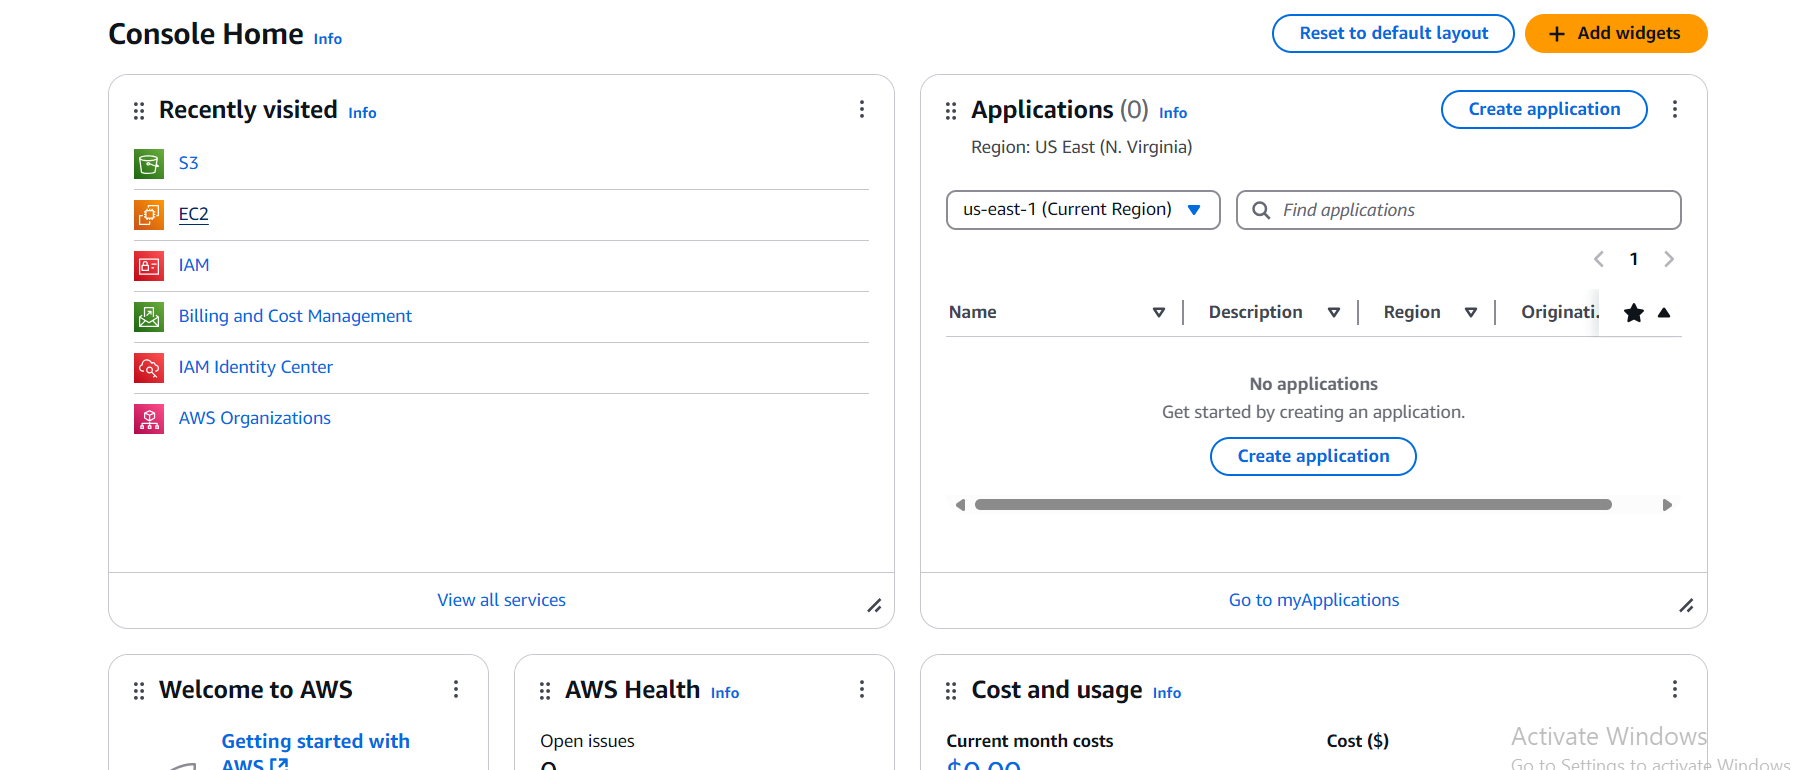 Console Home Info
Reset to default layout
Add widgets
Recently visited Info
S3
EC2
IAM
Billing and Cost Management
IAM Identity Center
AWS Organizations
View all services
Applications (0) Info
Create application
Region: US East (N. Virginia)
us-east-1 (Current Region)
Find applications
1
Name Description Region Originati.
No applications
Get started by creating an application.
Create application
Go to myApplications
Welcome to AWS
Getting started with
AWS
AWS Health Info
Open issues
0
Cost and usage Info
Current month costs
$0.00
Cost ($)
Activate Windows
Go to Settings to activate Windows.